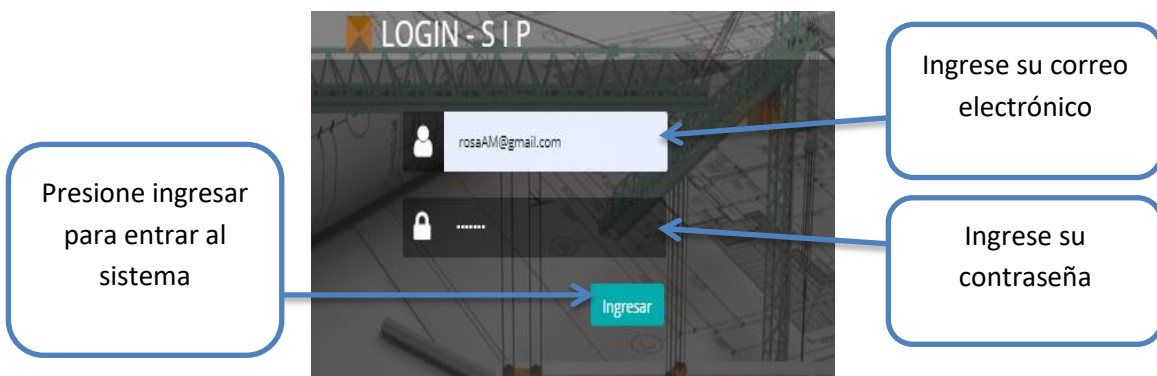 LOGIN - S I P
Ingrese su correo
electrónico
rosaAM@gmail.com
Presione ingresar
para entrar al
sistema
Ingrese su
contraseña
Ingresar